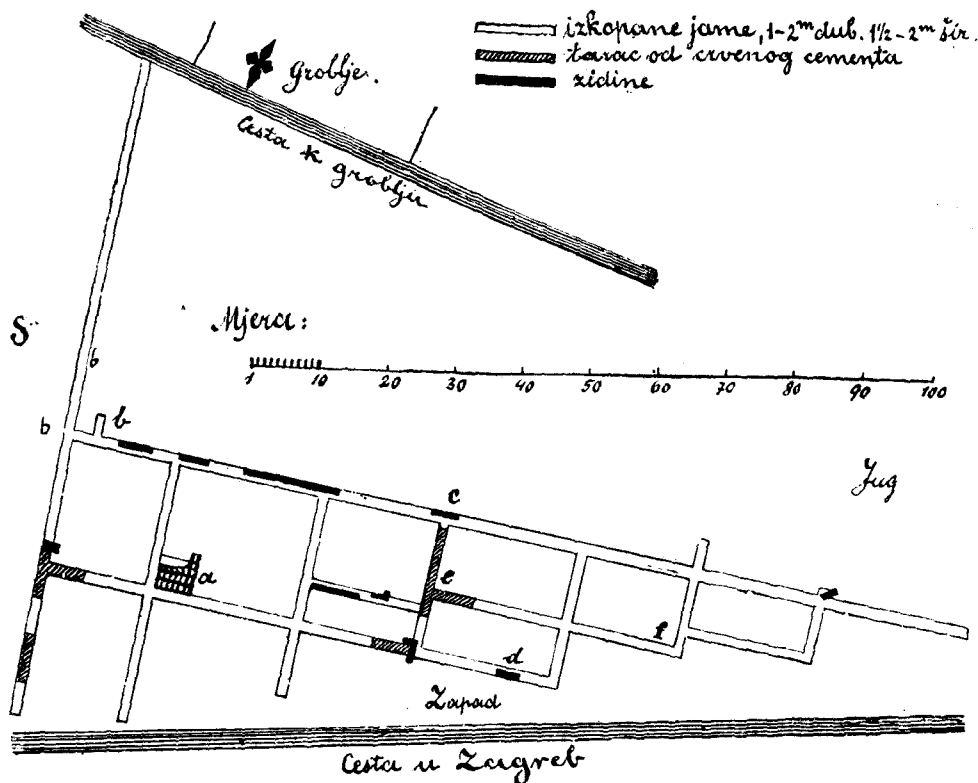 izkopane jame, 1-2m dub. 1½-2m šir.
tarac od crvenog cementa
zidine
Groblje.
Cesta k groblju
S
Mjera:
1 10 20 30 40 50 60 70 80 90 100
b
b
b
c
Jug
a
e
f
d
Zapad
Cesta u Zagreb